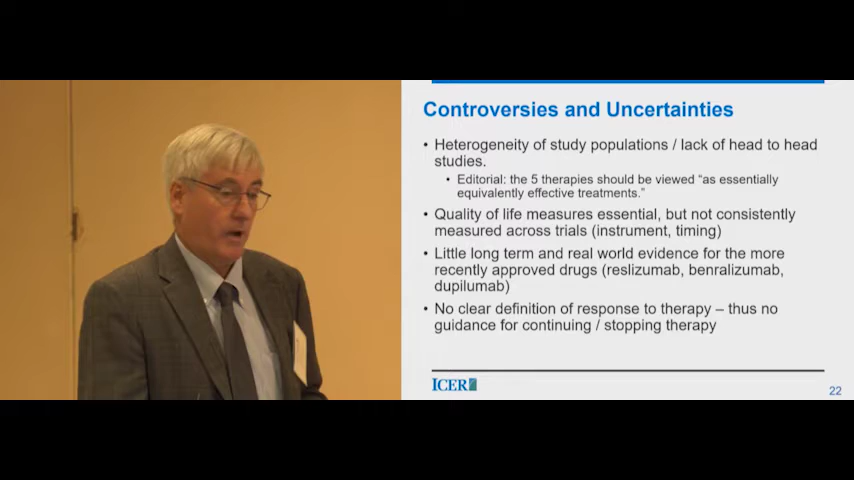 Controversies and Uncertainties
• Heterogeneity of study populations / lack of head to head
studies.
• Editorial: the 5 therapies should be viewed “as essentially
equivalently effective treatments.”
• Quality of life measures essential, but not consistently
measured across trials (instrument, timing)
• Little long term and real world evidence for the more
recently approved drugs (reslizumab, benralizumab,
dupilumab)
• No clear definition of response to therapy – thus no
guidance for continuing / stopping therapy
ICER
22